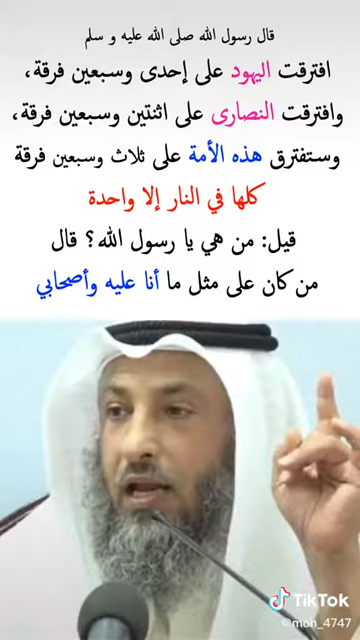 قال رسول الله صلى الله عليه و سلم
افترقت اليهود على إحدى وسبعين فرقة،
وافترقت النصارى على اثنتين وسبعين فرقة،
وستفترق هذه الأمة على ثلاث وسبعين فرقة
كلها في النار إلا واحدة
قيل: من هي يا رسول الله؟ قال
من كان على مثل ما أنا عليه وأصحابي
TikTok
@moh_4747